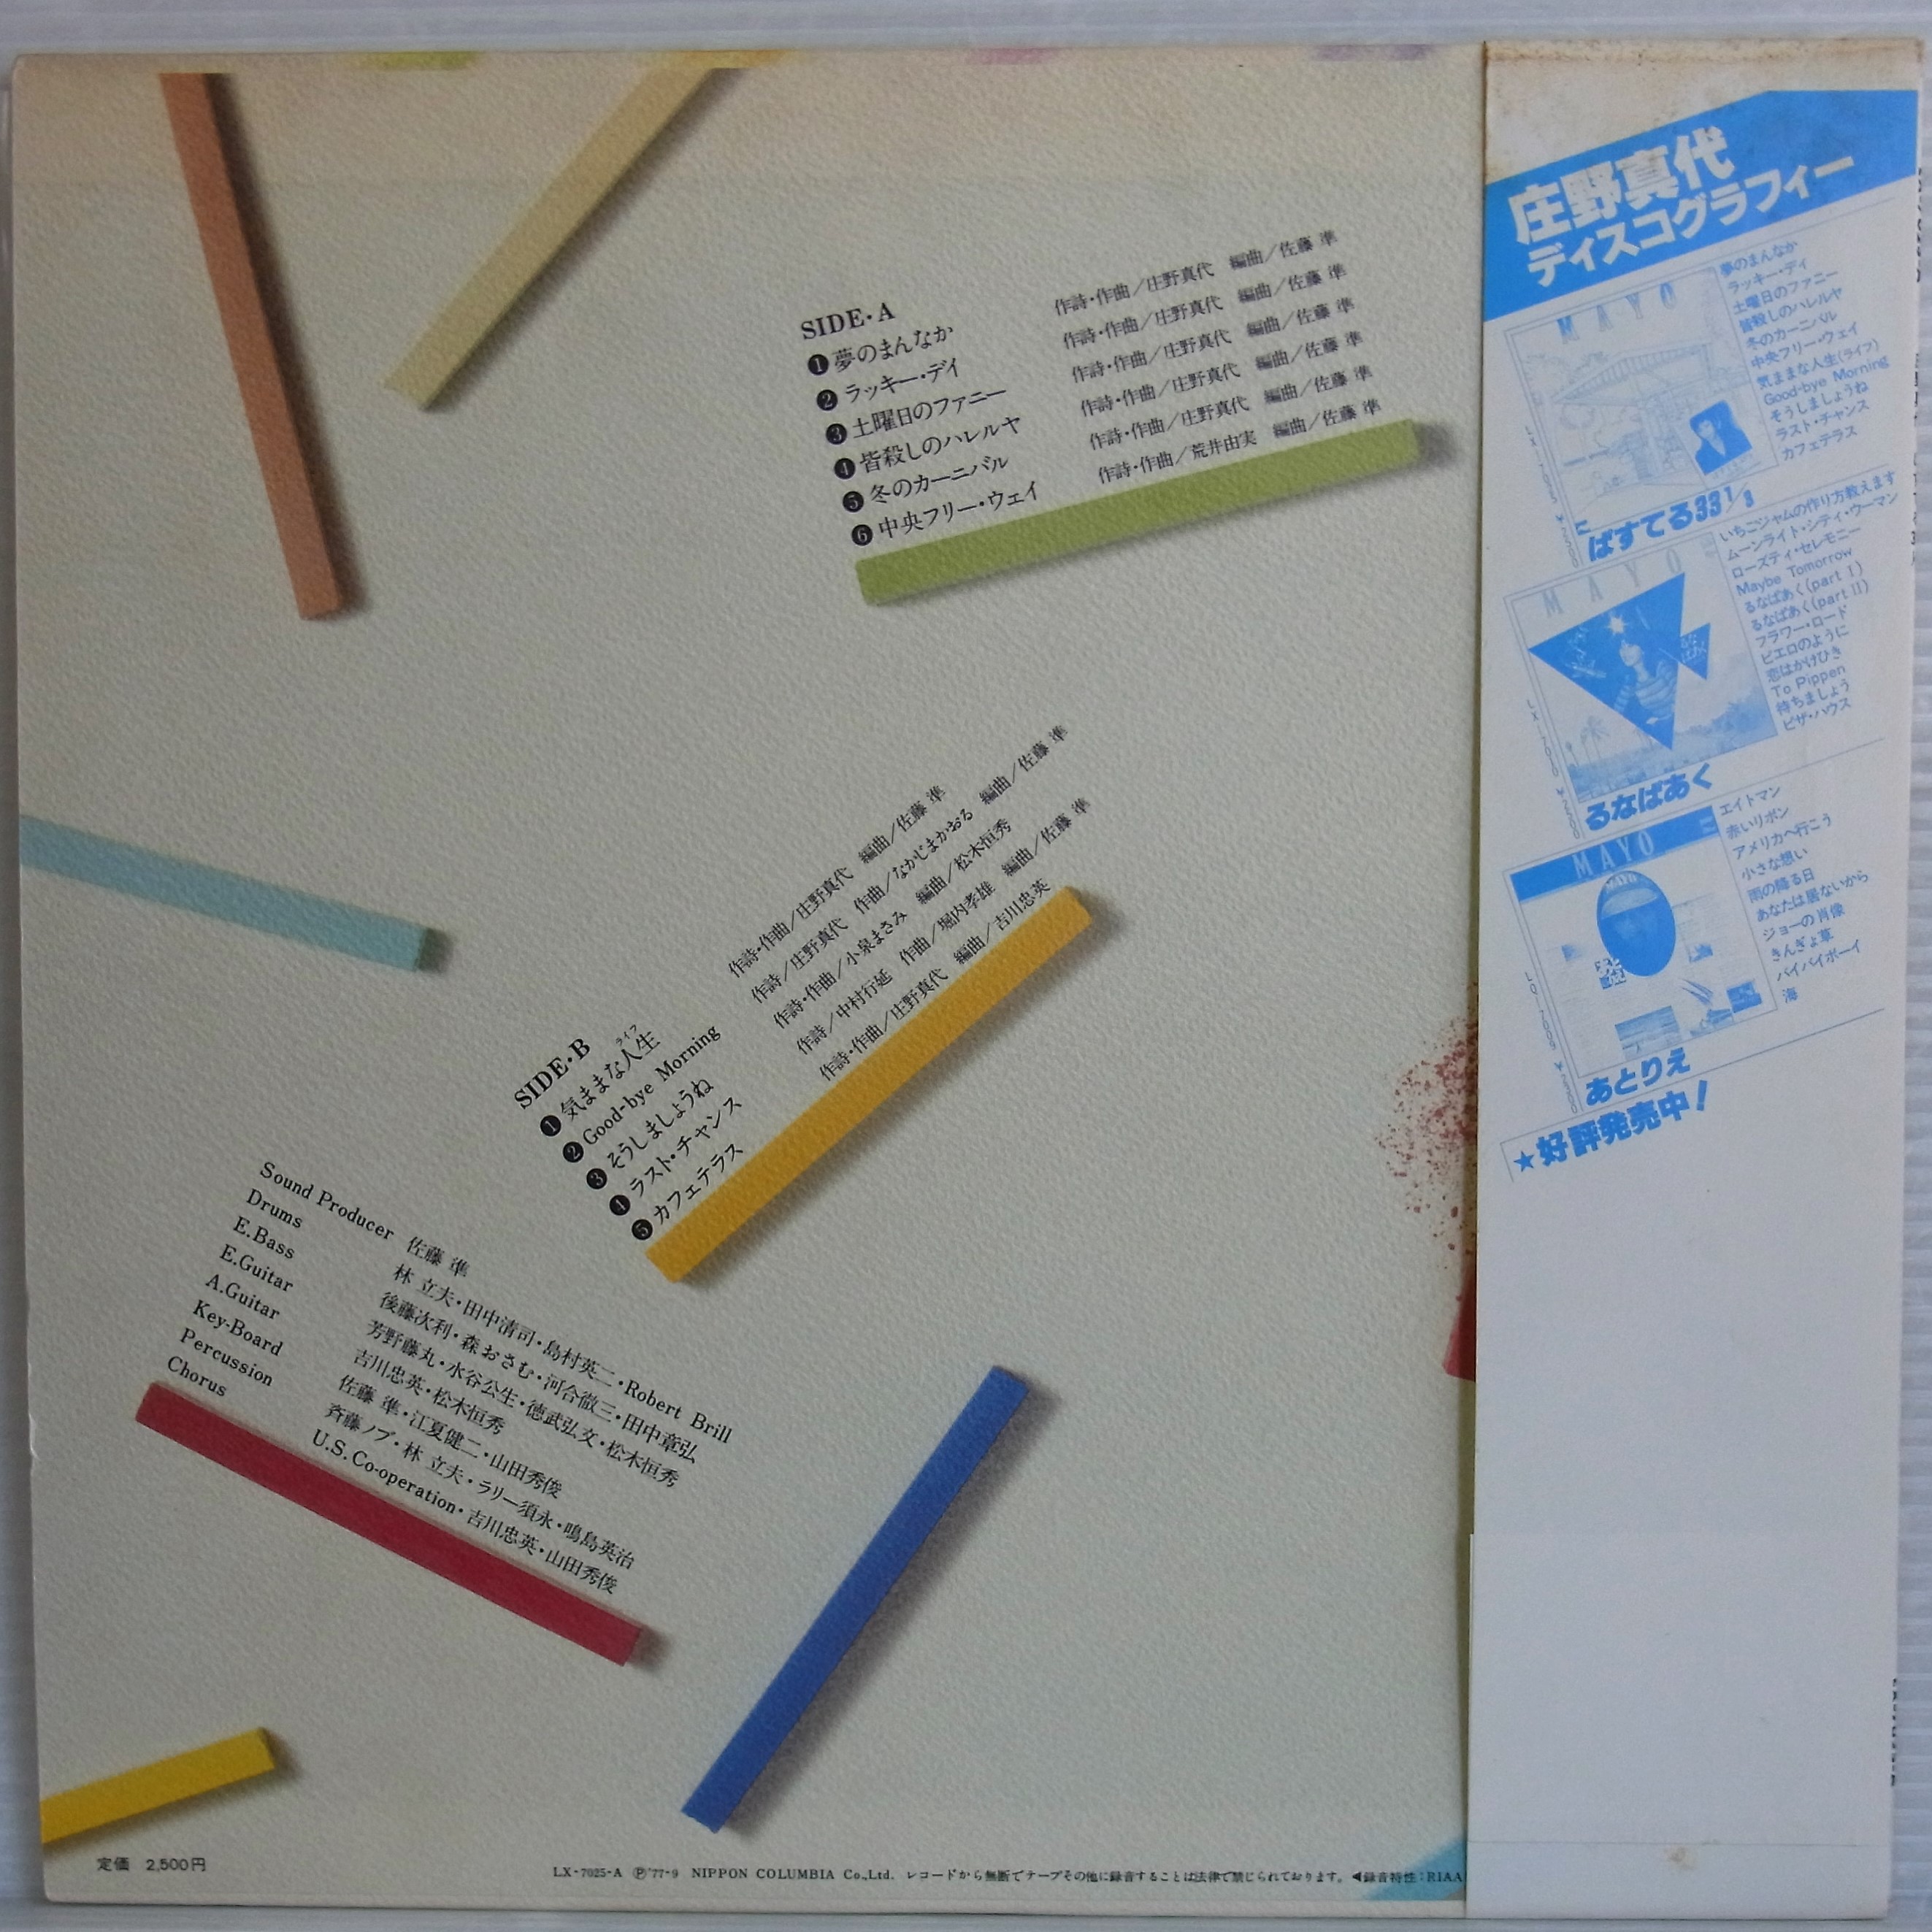 SIDE・A
❶夢のまんなか 作詩・作曲／庄野真代 編曲／佐藤 準
❷ラッキー・デイ 作詩・作曲／庄野真代 編曲／佐藤 準
❸土曜日のファニー 作詩・作曲／庄野真代 編曲／佐藤 準
❹皆殺しのハレルヤ 作詩・作曲／庄野真代 編曲／佐藤 準
❺冬のカーニバル 作詩・作曲／庄野真代 編曲／佐藤 準
❻中央フリー・ウェイ 作詩・作曲／荒井由実 編曲／佐藤 準
SIDE・B
❶気ままな人生 ライフ 作詩・作曲／庄野真代 編曲／佐藤 準
❷Good-bye Morning 作詩／庄野真代 作曲／なかじまかおる 編曲／佐藤 準
❸そうしましょうね 作詩・作曲／小泉まさみ 編曲／松木恒秀
❹ラスト・チャンス 作詩／中村行延 作曲／堀内孝雄 編曲／佐藤 準
❺カフェテラス 作詩・作曲／庄野真代 編曲／吉川忠英
Sound Producer 佐藤 準
Drums 林 立夫・田中清司・島村英二・Robert Brill
E.Bass 後藤次利・森おさむ・河合徹三・田中章弘
E.Guitar 芳野藤丸・水谷公生・徳武弘文・松木恒秀
A.Guitar 吉川忠英・松木恒秀
Key-Board 佐藤 準・江夏健二・山田秀俊
Percussion 斉藤ノブ・林 立夫・ラリー須永・鳴島英治
Chorus U.S.Co-operation・吉川忠英・山田秀俊
定価 2,500円
LX-7025-A Ⓟ'77-9 NIPPON COLUMBIA Co.,Ltd. レコードから無断でテープその他に録音することは法律で禁じられております。◀録音特性：RIAA
庄野真代
ディスコグラフィー
MAYO
夢のまんなか
ラッキー・ディ
土曜日のファニー
皆殺しのハレルヤ
冬のカーニバル
中央フリー・ウェイ
気ままな人生(ライフ)
Good-bye Morning
そうしましょうね
ラスト・チャンス
カフェテラス
ぱすてる33 1/3
MAYO
いちごジャムの作り方教えます
ムーンライト・シティ・ウーマン
ローズティ・セレモニー
Maybe Tomorrow
るなぱあく(part I)
るなぱあく(part II)
フラワー・ロード
ピエロのように
恋はかけひき
To Pippen
待ちましょう
ピザ・ハウス
るなぱあく
MAYO
エイトマン
赤いリボン
アメリカへ行こう
小さな想い
雨の降る日
あなたは居ないから
ジョーの肖像
きんぎょ草
バイバイボーイ
海
あとりえ
★好評発売中！